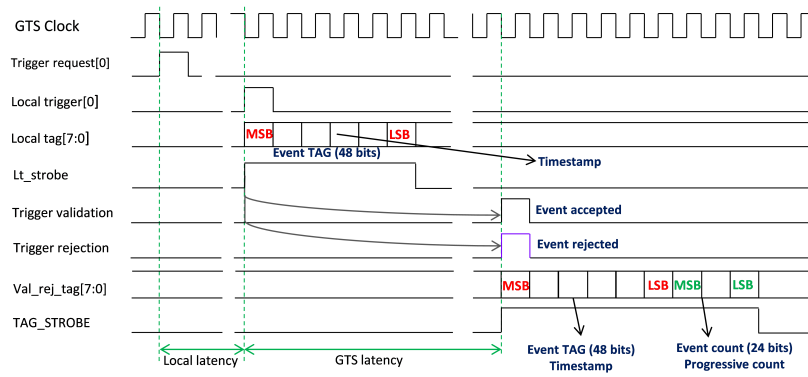 GTS Clock
Trigger request[0]
Local trigger[0]
Local tag[7:0]
MSB
LSB
Event TAG (48 bits)
Timestamp
Lt_strobe
Trigger validation
Event accepted
Trigger rejection
Event rejected
Val_rej_tag[7:0]
MSB
LSB
MSB
LSB
TAG_STROBE
Event TAG (48 bits)
Timestamp
Event count (24 bits)
Progressive count
Local latency
GTS latency